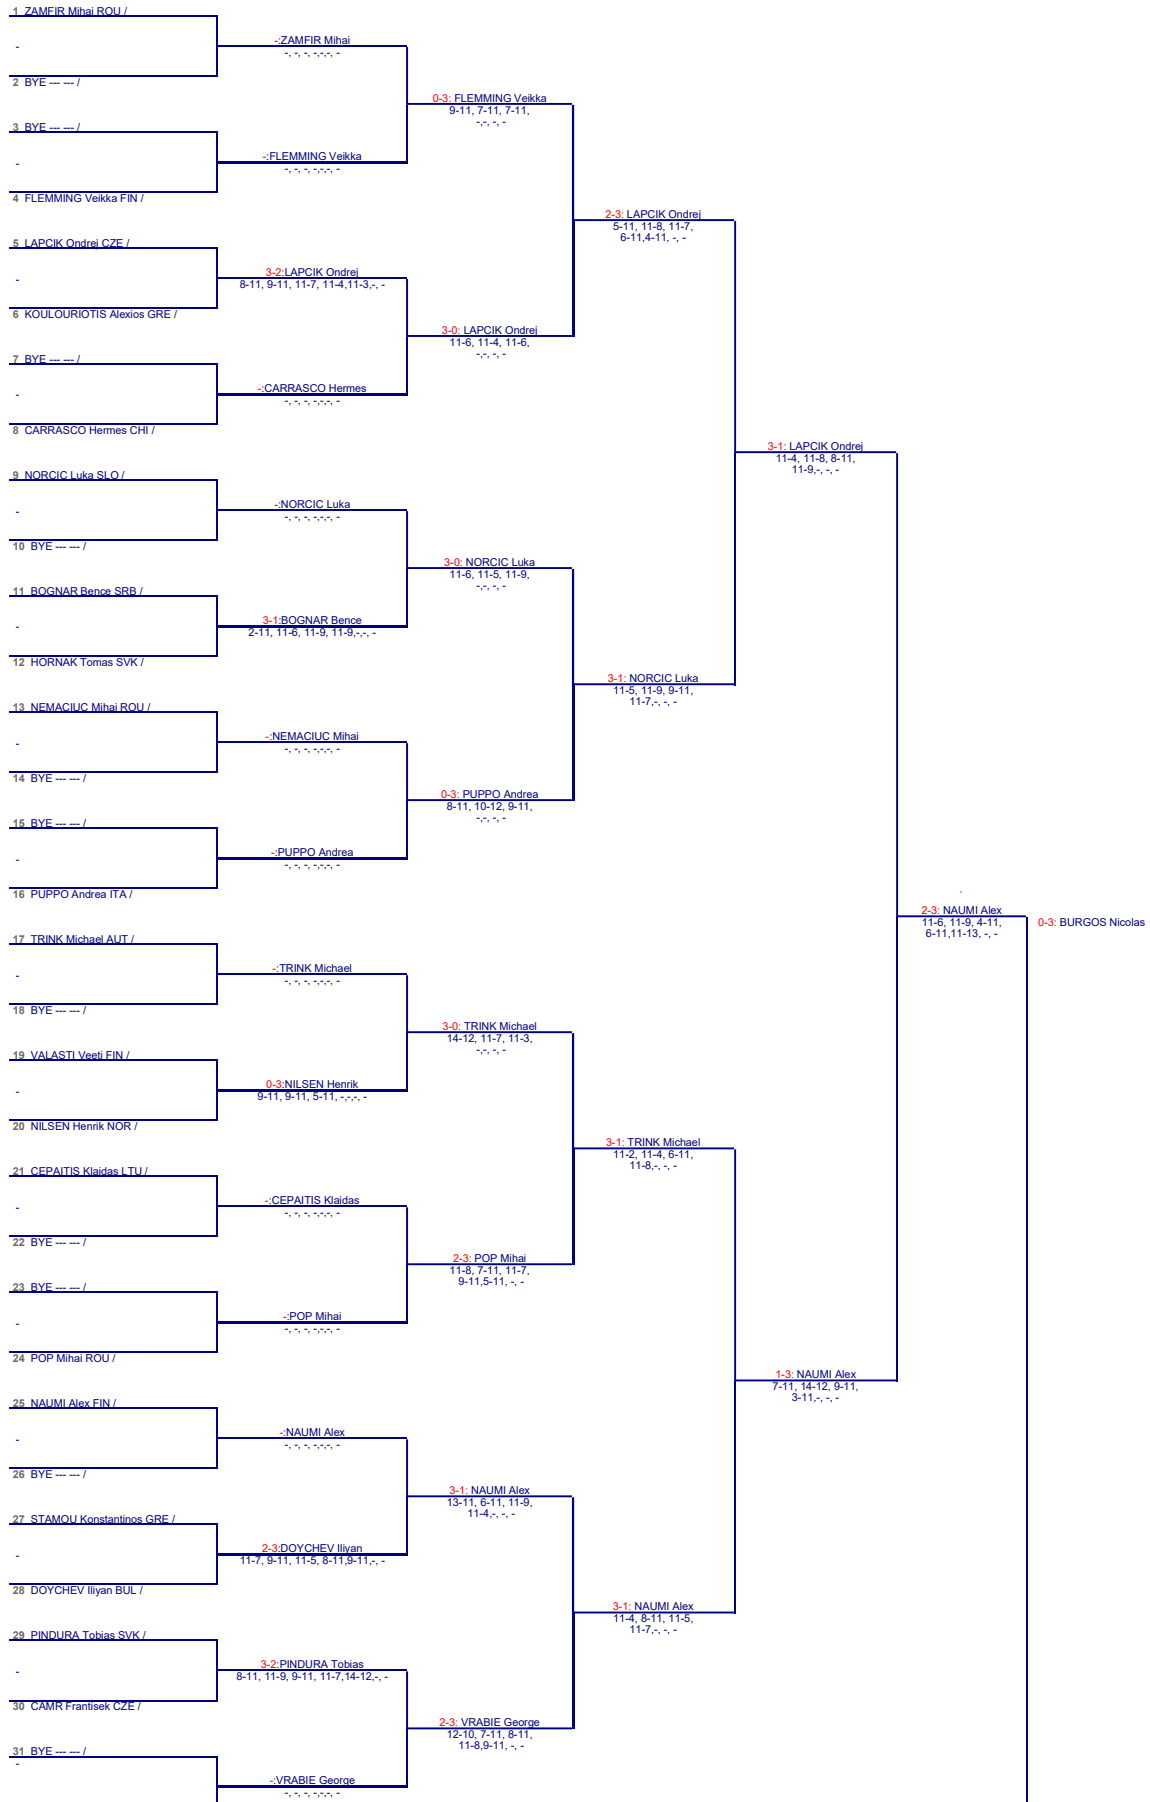 1 ZAMFIR Mihai ROU /
-
-:ZAMFIR Mihai
-, -, -, -,-,-, -
2 BYE --- --- /
0-3: FLEMMING Veikka
9-11, 7-11, 7-11,
-,-, -, -
3 BYE --- --- /
-
-:FLEMMING Veikka
-, -, -, -,-,-, -
4 FLEMMING Veikka FIN /
2-3: LAPCIK Ondrej
5-11, 11-8, 11-7,
6-11,4-11, -, -
5 LAPCIK Ondrej CZE /
-
3-2:LAPCIK Ondrej
8-11, 9-11, 11-7, 11-4,11-3,-, -
6 KOULOURIOTIS Alexios GRE /
3-0: LAPCIK Ondrej
11-6, 11-4, 11-6,
-,-, -, -
7 BYE --- --- /
-
-:CARRASCO Hermes
-, -, -, -,-,-, -
8 CARRASCO Hermes CHI /
3-1: LAPCIK Ondrej
11-4, 11-8, 8-11,
11-9,-, -, -
9 NORCIC Luka SLO /
-
-:NORCIC Luka
-, -, -, -,-,-, -
10 BYE --- --- /
3-0: NORCIC Luka
11-6, 11-5, 11-9,
-,-, -, -
11 BOGNAR Bence SRB /
-
3-1:BOGNAR Bence
2-11, 11-6, 11-9, 11-9,-,-, -
12 HORNAK Tomas SVK /
3-1: NORCIC Luka
11-5, 11-9, 9-11,
11-7,-, -, -
13 NEMACIUC Mihai ROU /
-
-:NEMACIUC Mihai
-, -, -, -,-,-, -
14 BYE --- --- /
0-3: PUPPO Andrea
8-11, 10-12, 9-11,
-,-, -, -
15 BYE --- --- /
-
-:PUPPO Andrea
-, -, -, -,-,-, -
16 PUPPO Andrea ITA /
2-3: NAUMI Alex
11-6, 11-9, 4-11,
6-11,11-13, -, -
0-3: BURGOS Nicolas
17 TRINK Michael AUT /
-
-:TRINK Michael
-, -, -, -,-,-, -
18 BYE --- --- /
3-0: TRINK Michael
14-12, 11-7, 11-3,
-,-, -, -
19 VALASTI Veeti FIN /
-
0-3:NILSEN Henrik
9-11, 9-11, 5-11, -,-,-, -
20 NILSEN Henrik NOR /
3-1: TRINK Michael
11-2, 11-4, 6-11,
11-8,-, -, -
21 CEPAITIS Klaidas LTU /
-
-:CEPAITIS Klaidas
-, -, -, -,-,-, -
22 BYE --- --- /
2-3: POP Mihai
11-8, 7-11, 11-7,
9-11,5-11, -, -
23 BYE --- --- /
-
-:POP Mihai
-, -, -, -,-,-, -
24 POP Mihai ROU /
1-3: NAUMI Alex
7-11, 14-12, 9-11,
3-11,-, -, -
25 NAUMI Alex FIN /
-
-:NAUMI Alex
-, -, -, -,-,-, -
26 BYE --- --- /
3-1: NAUMI Alex
13-11, 6-11, 11-9,
11-4,-, -, -
27 STAMOU Konstantinos GRE /
-
2-3:DOYCHEV Iliyan
11-7, 9-11, 11-5, 8-11,9-11,-, -
28 DOYCHEV Iliyan BUL /
3-1: NAUMI Alex
11-4, 8-11, 11-5,
11-7,-, -, -
29 PINDURA Tobias SVK /
-
3-2:PINDURA Tobias
8-11, 11-9, 9-11, 11-7,14-12,-, -
30 CAMR Frantisek CZE /
2-3: VRABIE George
12-10, 7-11, 8-11,
11-8,9-11, -, -
31 BYE --- --- /
-
-:VRABIE George
-, -, -, -,-,-, -